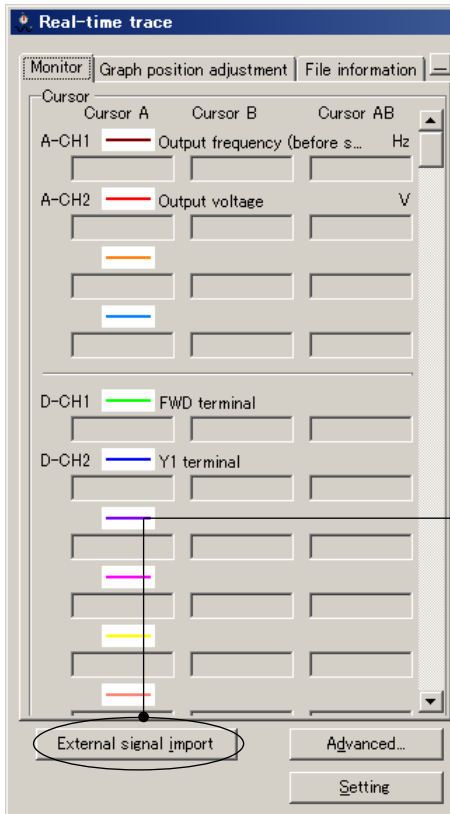 Real-time trace
Monitor Graph position adjustment File information
Cursor
Cursor A Cursor B Cursor AB
A-CH1 Output frequency (before s... Hz
A-CH2 Output voltage V
D-CH1 FWD terminal
D-CH2 Y1 terminal
External signal import Advanced...
Setting